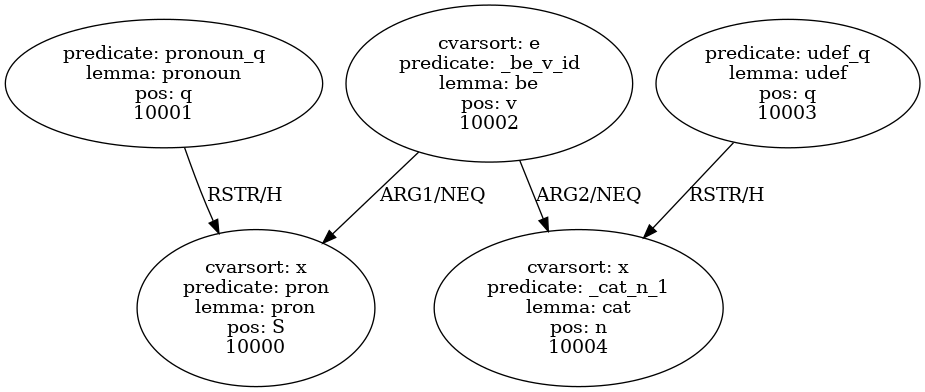 predicate: pronoun_q
lemma: pronoun
pos: q
10001
cvarsort: e
predicate: _be_v_id
lemma: be
pos: v
10002
predicate: udef_q
lemma: udef
pos: q
10003
RSTR/H
ARG1/NEQ
ARG2/NEQ
RSTR/H
cvarsort: x
predicate: pron
lemma: pron
pos: S
10000
cvarsort: x
predicate: _cat_n_1
lemma: cat
pos: n
10004